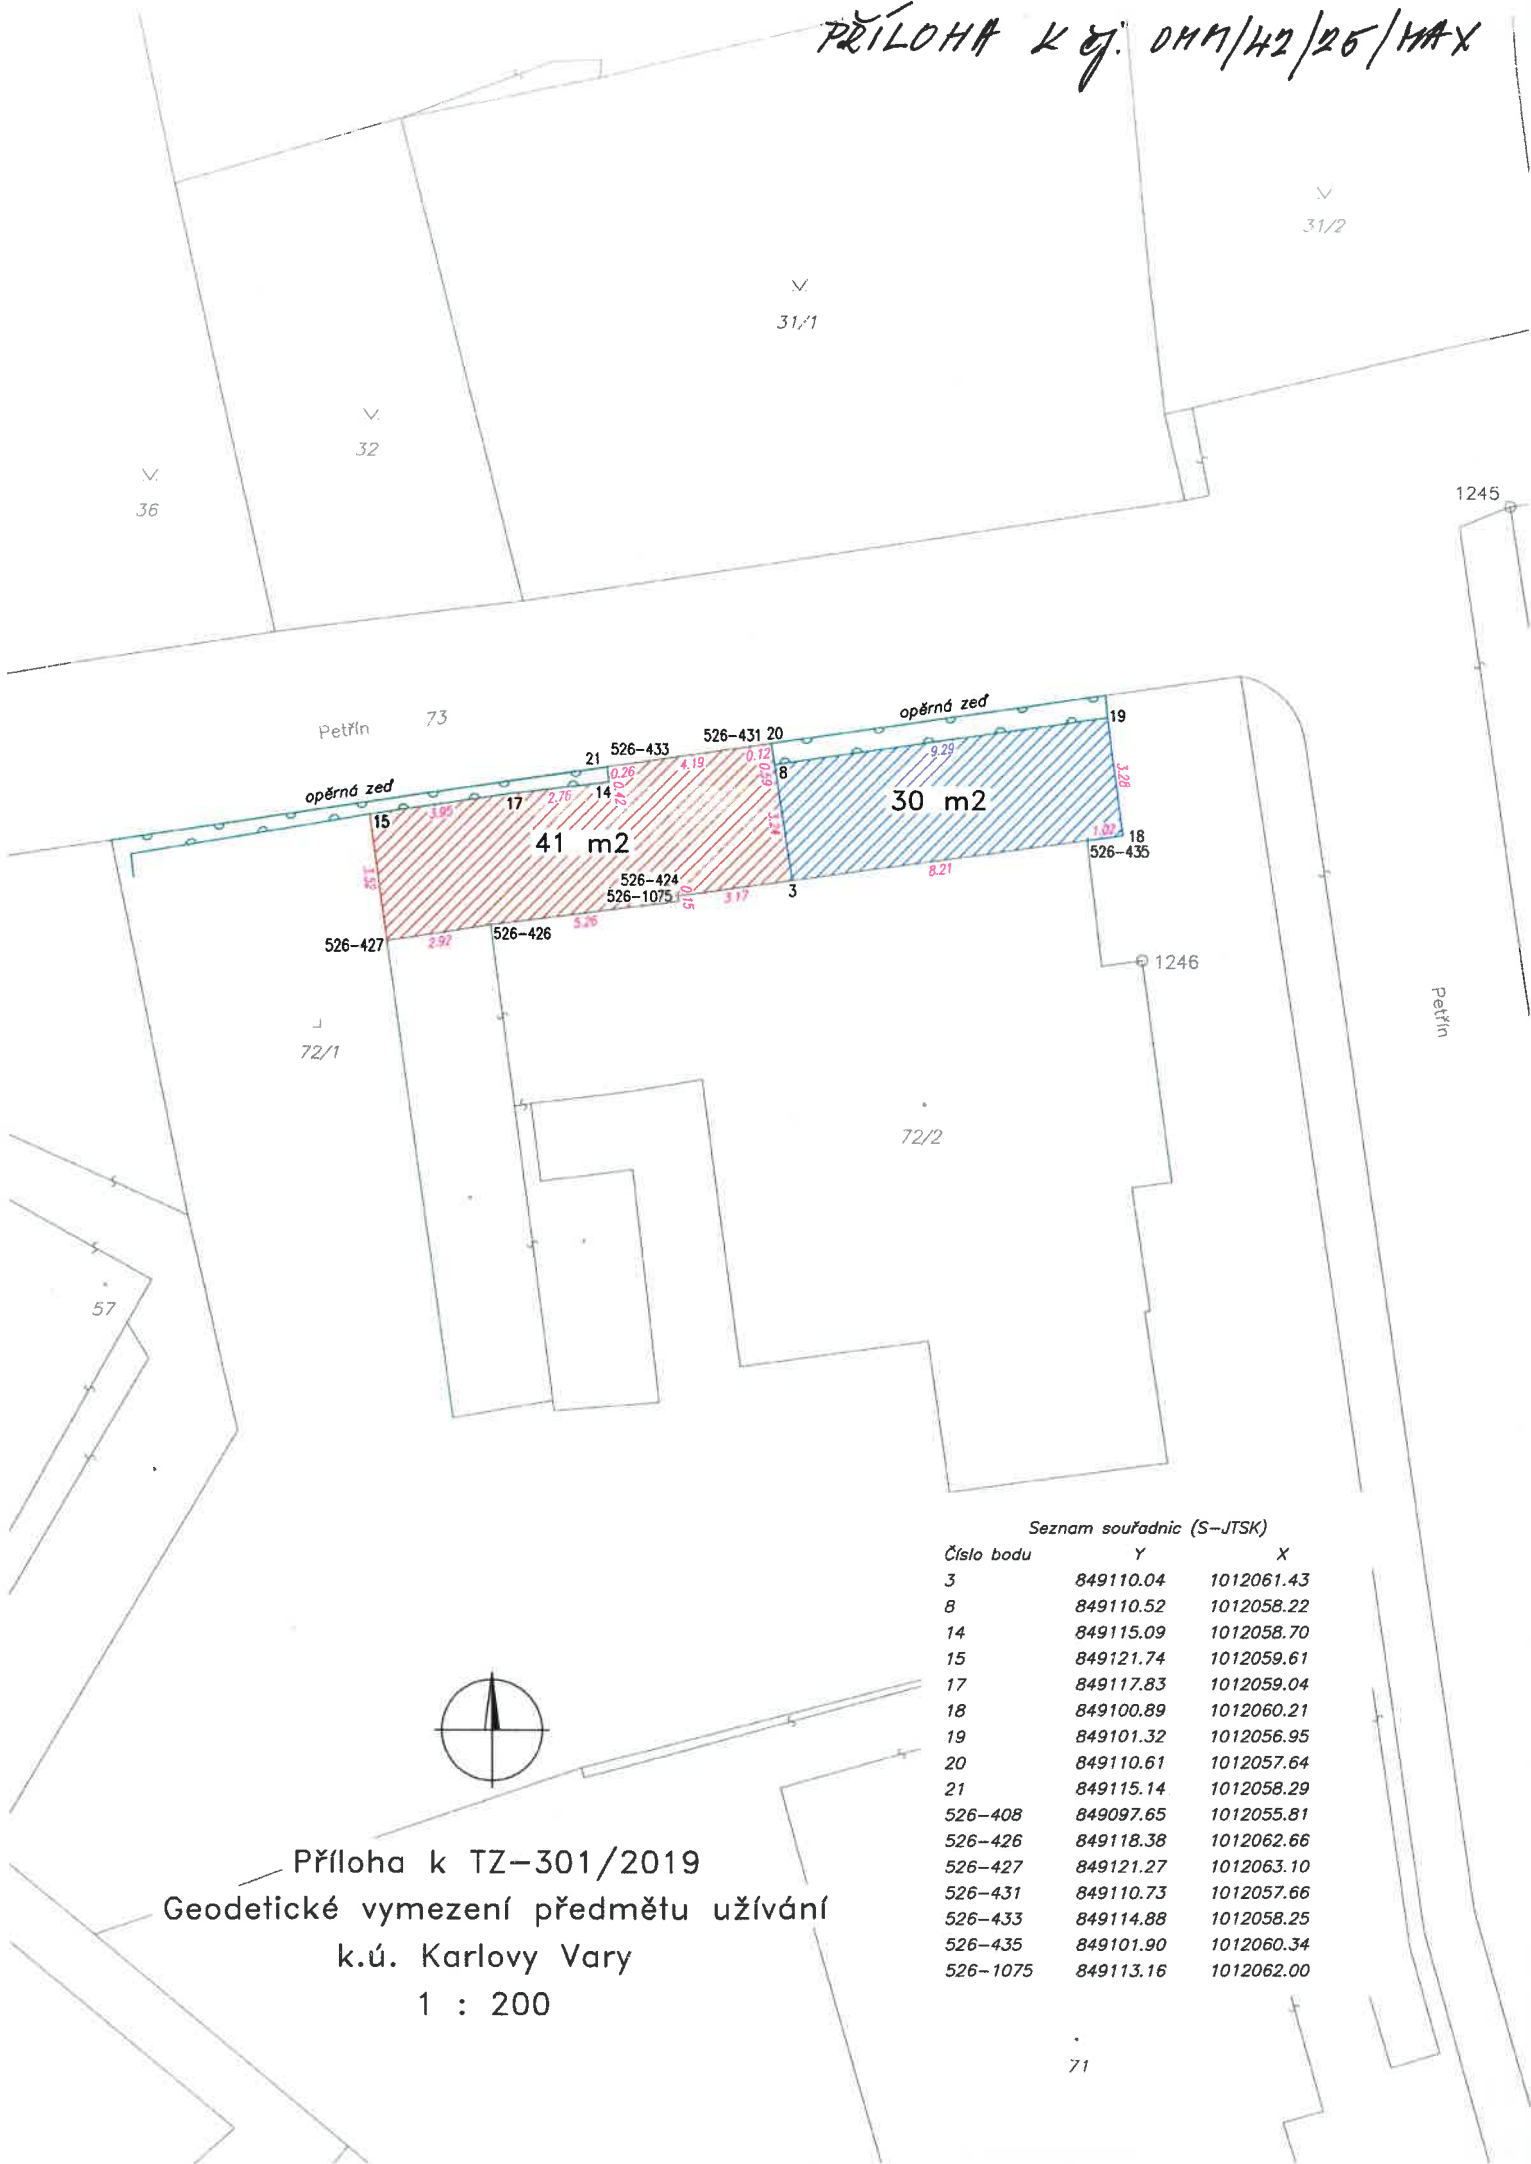 PŘÍLOHA K čj. OMM/42/25/MAX
31/2
31/1
32
36
1245
Petřín 73
opěrná zeď
19
526-431 20
526-433
21
0.12
4.19
0.26
0.59
8
9.29
opěrná zeď
17
2.76
14
0.42
3.95
15
30 m2
3.28
41 m2
3.24
1.02
18
526-435
3.52
526-424
526-1075
0.15
3.17
3
8.21
526-427
2.92
526-426
5.26
1246
Petřín
72/1
72/2
57
Seznam souřadnic (S-JTSK)
Číslo bodu Y X
3 849110.04 1012061.43
8 849110.52 1012058.22
14 849115.09 1012058.70
15 849121.74 1012059.61
17 849117.83 1012059.04
18 849100.89 1012060.21
19 849101.32 1012056.95
20 849110.61 1012057.64
21 849115.14 1012058.29
526-408 849097.65 1012055.81
526-426 849118.38 1012062.66
526-427 849121.27 1012063.10
526-431 849110.73 1012057.66
526-433 849114.88 1012058.25
526-435 849101.90 1012060.34
526-1075 849113.16 1012062.00
Příloha k TZ-301/2019
Geodetické vymezení předmětu užívání
k.ú. Karlovy Vary
1 : 200
71